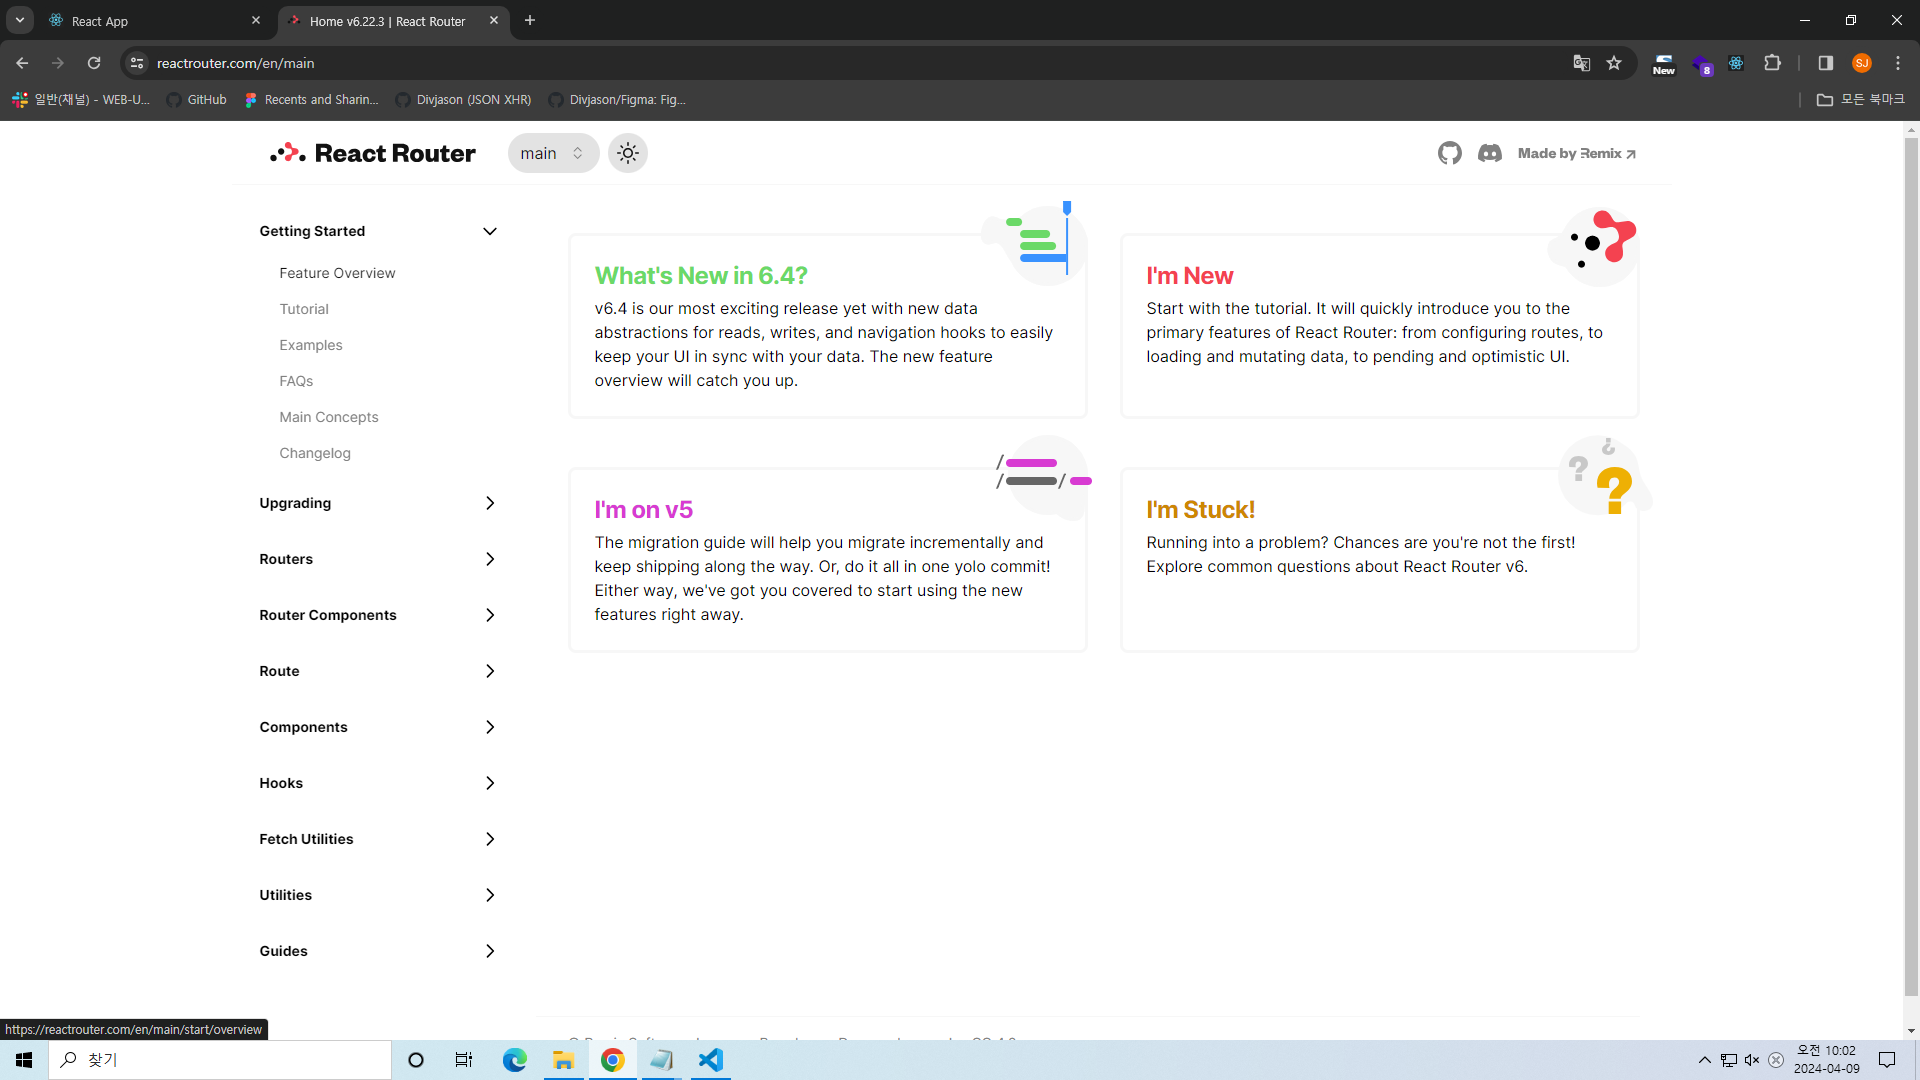 React App
Home v6.22.3 | React Router
reactrouter.com/en/main
New
8
SJ
일반(채널) - WEB-U...
GitHub
Recents and Sharin...
Divjason (JSON XHR)
Divjason/Figma: Fig...
모든 북마크
React Router
main
Made by Remix
Getting Started
Feature Overview
Tutorial
Examples
FAQs
Main Concepts
Changelog
Upgrading
Routers
Router Components
Route
Components
Hooks
Fetch Utilities
Utilities
Guides
What's New in 6.4?
v6.4 is our most exciting release yet with new data
abstractions for reads, writes, and navigation hooks to easily
keep your UI in sync with your data. The new feature
overview will catch you up.
I'm New
Start with the tutorial. It will quickly introduce you to the
primary features of React Router: from configuring routes, to
loading and mutating data, to pending and optimistic UI.
I'm on v5
The migration guide will help you migrate incrementally and
keep shipping along the way. Or, do it all in one yolo commit!
Either way, we've got you covered to start using the new
features right away.
I'm Stuck!
Running into a problem? Chances are you're not the first!
Explore common questions about React Router v6.
https://reactrouter.com/en/main/start/overview
찾기
오전 10:02
2024-04-09